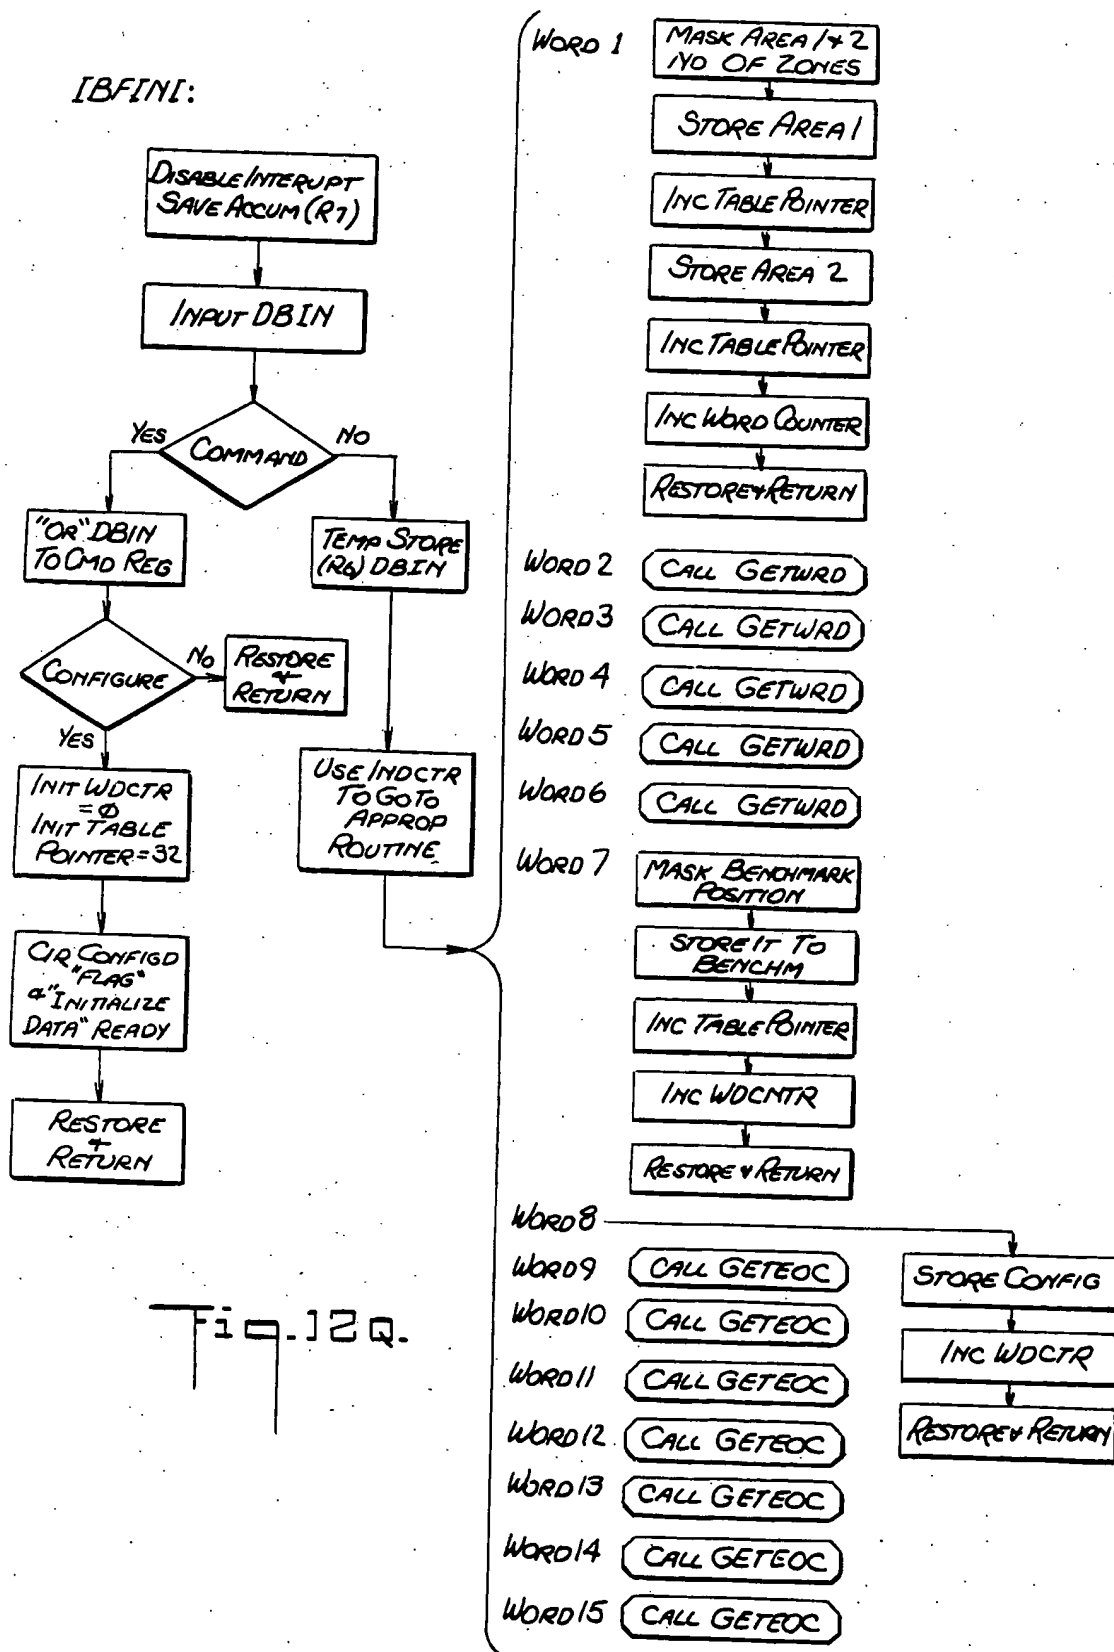 IBFINI:
DISABLE INTERUPT
SAVE ACCUM (R7)
INPUT DBIN
COMMAND
YES
NO
"OR" DBIN
TO CMD REG
TEMP STORE
(R6) DBIN
CONFIGURE
NO
RESTORE
&
RETURN
YES
INIT WDCTR
=Φ
INIT TABLE
POINTER=32
USE INDCTR
TO GO TO
APPROP
ROUTINE
CLR CONFIGD
"FLAG"
&"INITIALIZE
DATA" READY
RESTORE
&
RETURN
WORD 1
MASK AREA 1&2
NO OF ZONES
STORE AREA 1
INC TABLE POINTER
STORE AREA 2
INC TABLE POINTER
INC WORD COUNTER
RESTORE & RETURN
WORD 2
CALL GETWRD
WORD 3
CALL GETWRD
WORD 4
CALL GETWRD
WORD 5
CALL GETWRD
WORD 6
CALL GETWRD
WORD 7
MASK BENCHMARK
POSITION
STORE IT TO
BENCHM
INC TABLE POINTER
INC WDCNTR
RESTORE & RETURN
WORD 8
STORE CONFIG
INC WDCTR
RESTORE & RETURN
WORD 9
CALL GETEOC
WORD 10
CALL GETEOC
WORD 11
CALL GETEOC
WORD 12
CALL GETEOC
WORD 13
CALL GETEOC
WORD 14
CALL GETEOC
WORD 15
CALL GETEOC
Fig. 12Q.